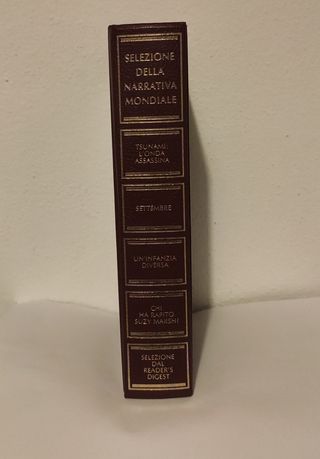 SELEZIONE
DELLA
NARRATIVA
MONDIALE
TSUNAMI:
L'ONDA
ASSASSINA
SETTEMBRE
UN'INFANZIA
DIVERSA
CHI
HA RAPITO
SUZY MARSH?
SELEZIONE
DAL
READER'S
DIGEST